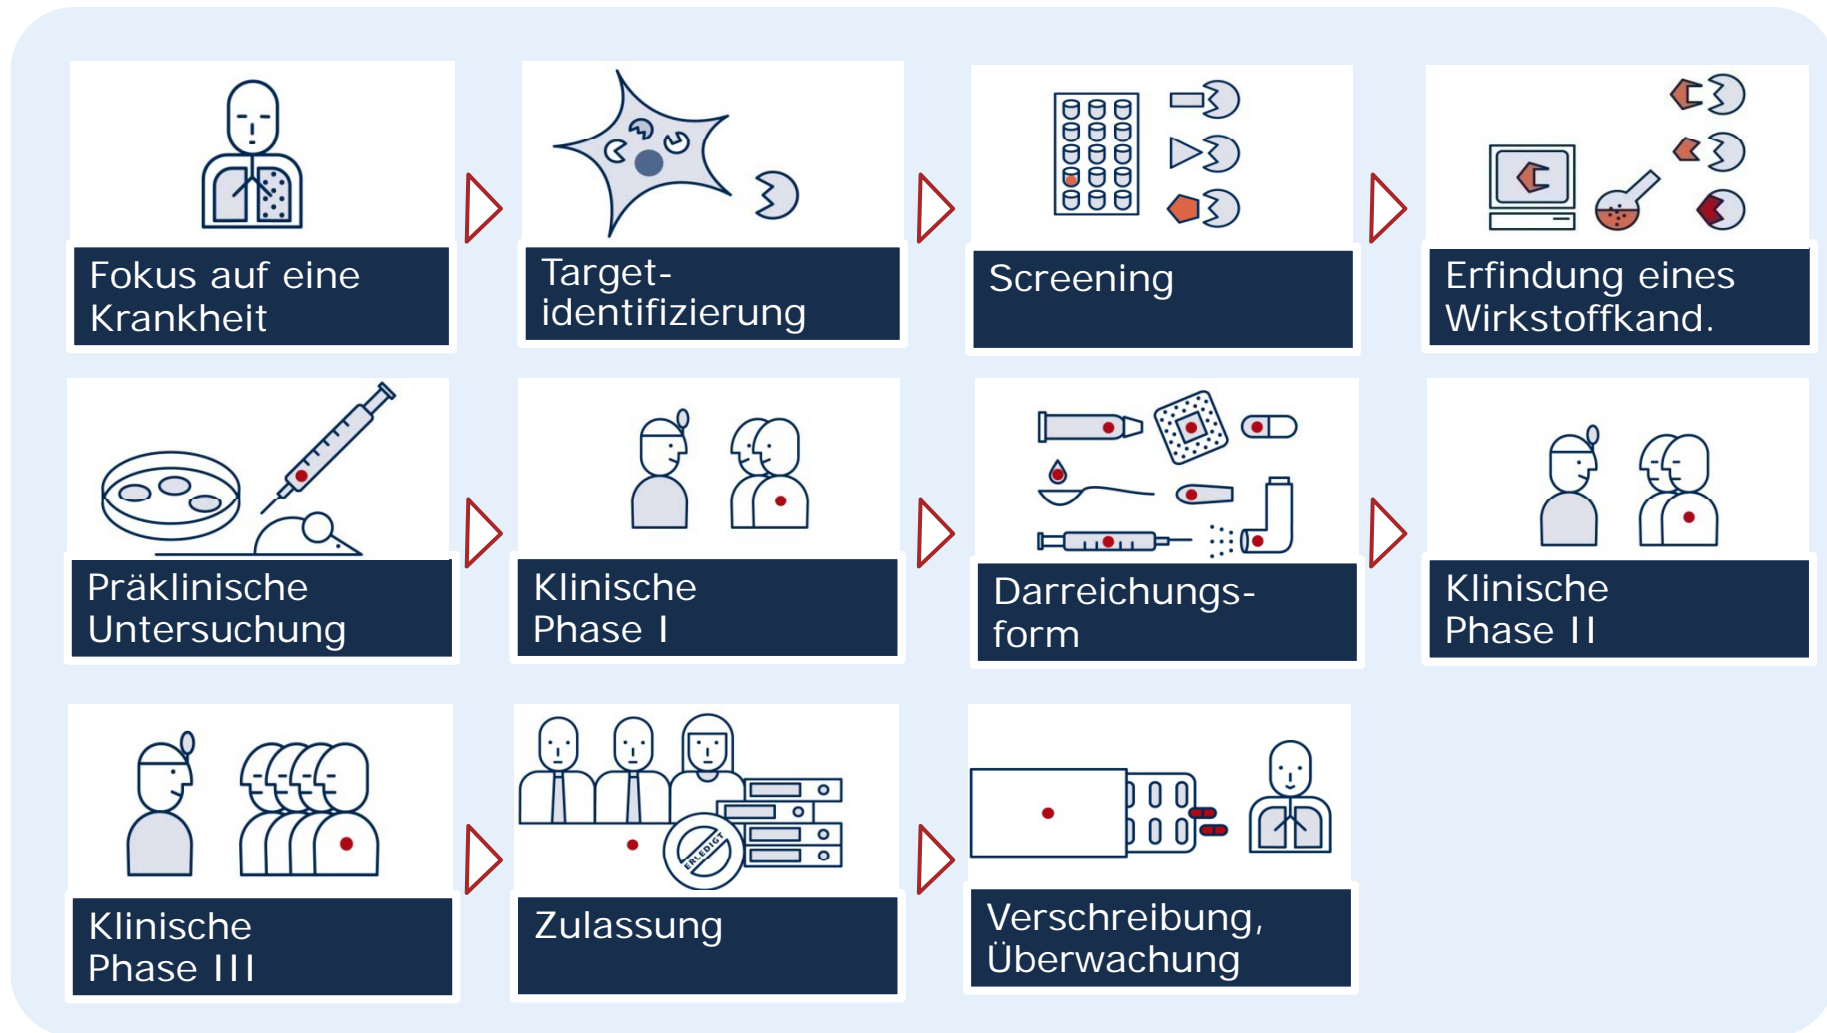 Fokus auf eine
Krankheit
Target-
identifizierung
Screening
Erfindung eines
Wirkstoffkand.
Präklinische
Untersuchung
Klinische
Phase I
Darreichungs-
form
Klinische
Phase II
Klinische
Phase III
ERLEDIGT
Zulassung
Verschreibung,
Überwachung